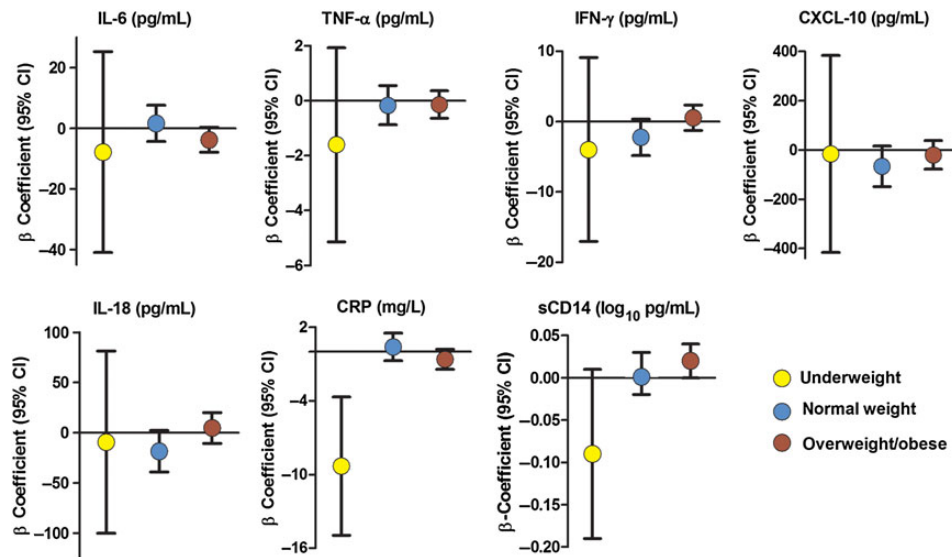 IL-6 (pg/mL)
β Coefficient (95% CI)
20
0
–20
–40
TNF-α (pg/mL)
β Coefficient (95% CI)
2
0
–2
–4
–6
IFN-γ (pg/mL)
β Coefficient (95% CI)
10
0
–10
–20
CXCL-10 (pg/mL)
β Coefficient (95% CI)
400
200
0
–200
–400
IL-18 (pg/mL)
β Coefficient (95% CI)
100
50
0
–50
–100
CRP (mg/L)
β Coefficient (95% CI)
2
–4
–10
–16
sCD14 (log10 pg/mL)
β-Coefficient (95% CI)
0.05
0.00
–0.05
–0.10
–0.15
–0.20
Underweight
Normal weight
Overweight/obese